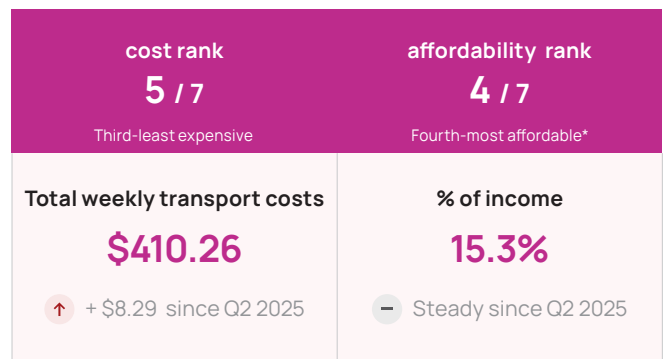 cost rank
5 / 7
Third-least expensive
affordability rank
4 / 7
Fourth-most affordable*
Total weekly transport costs
$410.26
+ $8.29 since Q2 2025
% of income
15.3%
Steady since Q2 2025